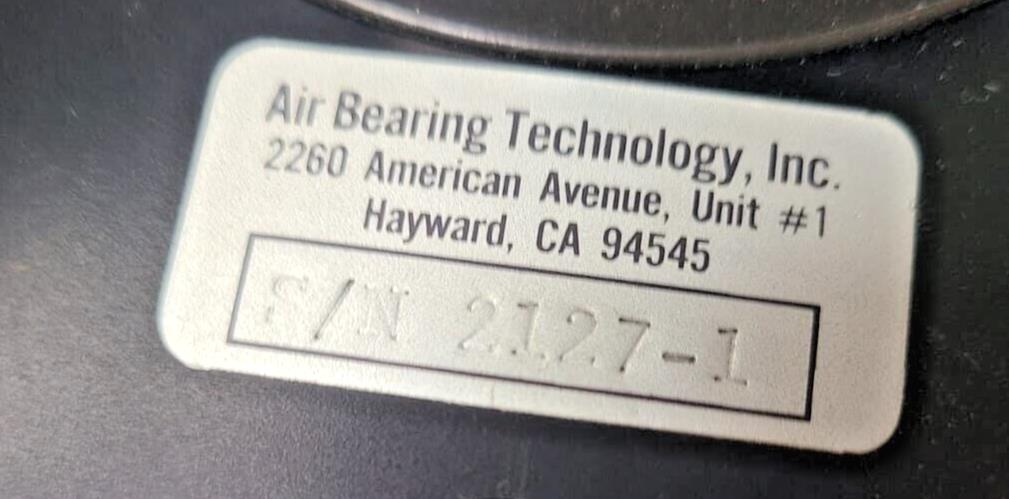 Air Bearing Technology, Inc.
2260 American Avenue, Unit #1
Hayward, CA 94545
S/N 2127-1